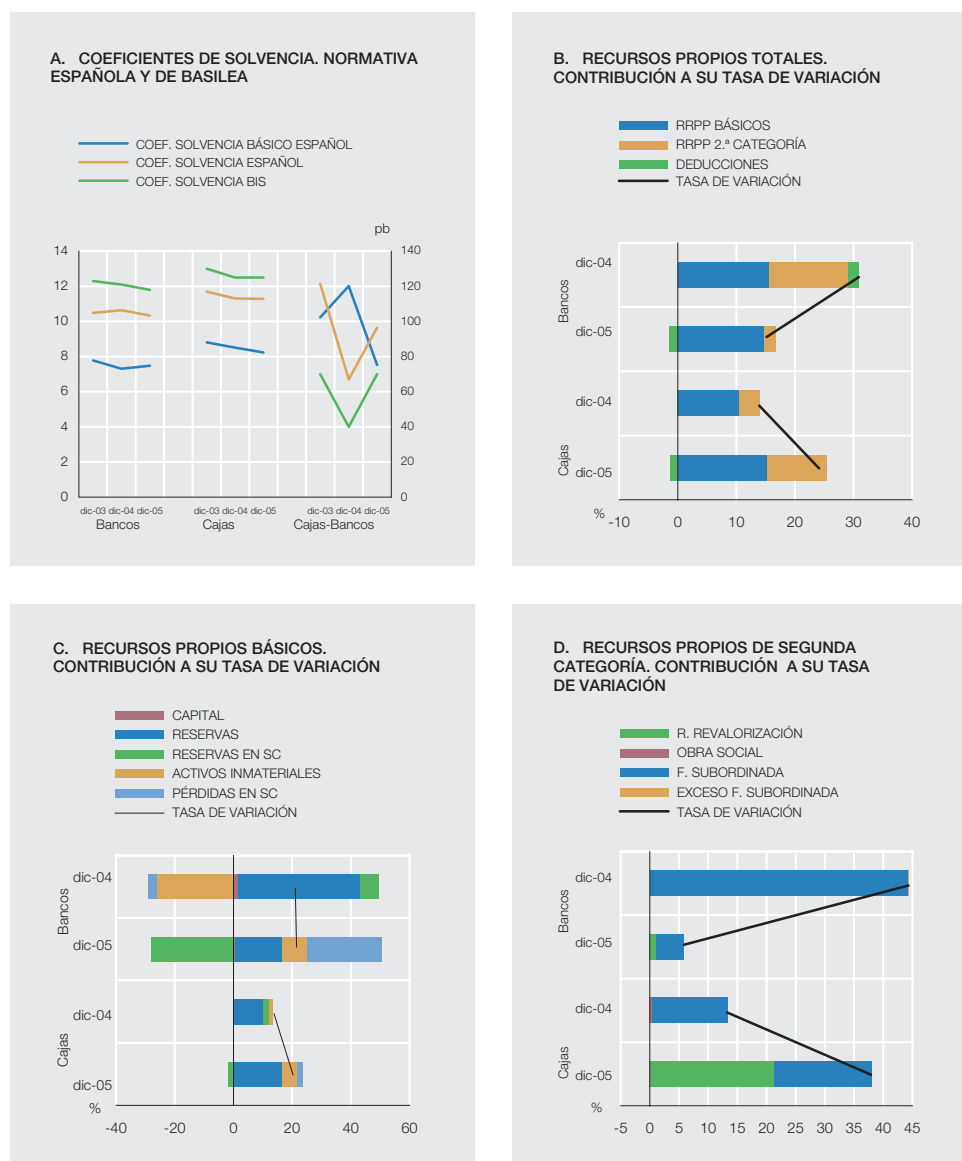 A. COEFICIENTES DE SOLVENCIA. NORMATIVA
ESPAÑOLA Y DE BASILEA
COEF. SOLVENCIA BÁSICO ESPAÑOL
COEF. SOLVENCIA ESPAÑOL
COEF. SOLVENCIA BIS
pb
14 140
12 120
10 100
8 80
6 60
4 40
2 20
0 0
dic-03 dic-04 dic-05 dic-03 dic-04 dic-05 dic-03 dic-04 dic-05
Bancos Cajas Cajas-Bancos
B. RECURSOS PROPIOS TOTALES.
CONTRIBUCIÓN A SU TASA DE VARIACIÓN
RRPP BÁSICOS
RRPP 2.ª CATEGORÍA
DEDUCCIONES
TASA DE VARIACIÓN
dic-04
Bancos
dic-05
dic-04
Cajas
dic-05
%
-10 0 10 20 30 40
C. RECURSOS PROPIOS BÁSICOS.
CONTRIBUCIÓN A SU TASA DE VARIACIÓN
CAPITAL
RESERVAS
RESERVAS EN SC
ACTIVOS INMATERIALES
PÉRDIDAS EN SC
TASA DE VARIACIÓN
dic-04
Bancos
dic-05
dic-04
Cajas
dic-05
%
-40 -20 0 20 40 60
D. RECURSOS PROPIOS DE SEGUNDA
CATEGORÍA. CONTRIBUCIÓN A SU TASA
DE VARIACIÓN
R. REVALORIZACIÓN
OBRA SOCIAL
F. SUBORDINADA
EXCESO F. SUBORDINADA
TASA DE VARIACIÓN
dic-04
Bancos
dic-05
dic-04
Cajas
dic-05
%
-5 0 5 10 15 20 25 30 35 40 45